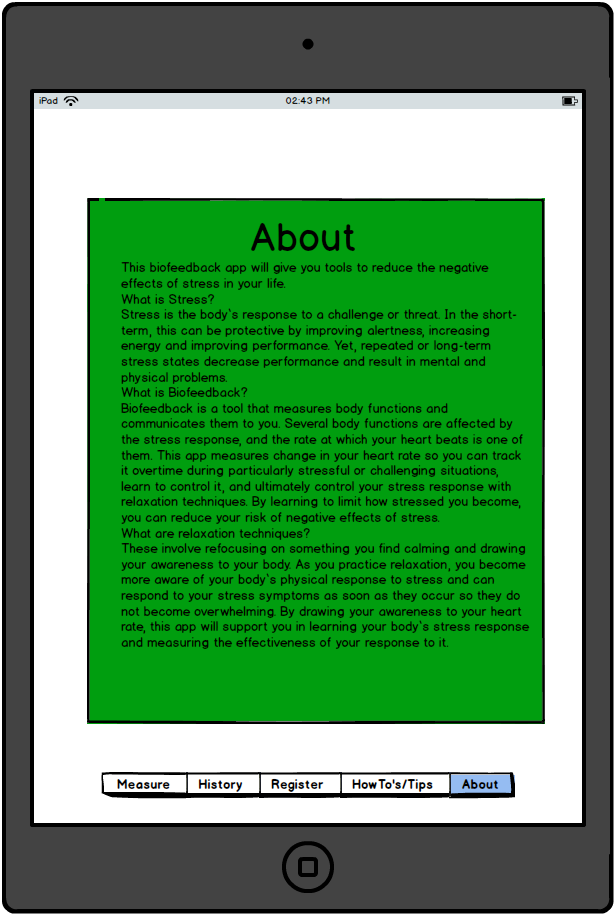 iPad 02:43 PM
About
This biofeedback app will give you tools to reduce the negative
effects of stress in your life.
What is Stress?
Stress is the body`s response to a challenge or threat. In the short-
term, this can be protective by improving alertness, increasing
energy and improving performance. Yet, repeated or long-term
stress states decrease performance and result in mental and
physical problems.
What is Biofeedback?
Biofeedback is a tool that measures body functions and
communicates them to you. Several body functions are affected by
the stress response, and the rate at which your heart beats is one of
them. This app measures change in your heart rate so you can track
it overtime during particularly stressful or challenging situations,
learn to control it, and ultimately control your stress response with
relaxation techniques. By learning to limit how stressed you become,
you can reduce your risk of negative effects of stress.
What are relaxation techniques?
These involve refocusing on something you find calming and drawing
your awareness to your body. As you practice relaxation, you become
more aware of your body`s physical response to stress and can
respond to your stress symptoms as soon as they occur so they do
not become overwhelming. By drawing your awareness to your heart
rate, this app will support you in learning your body`s stress response
and measuring the effectiveness of your response to it.
Measure History Register HowTo's/Tips About